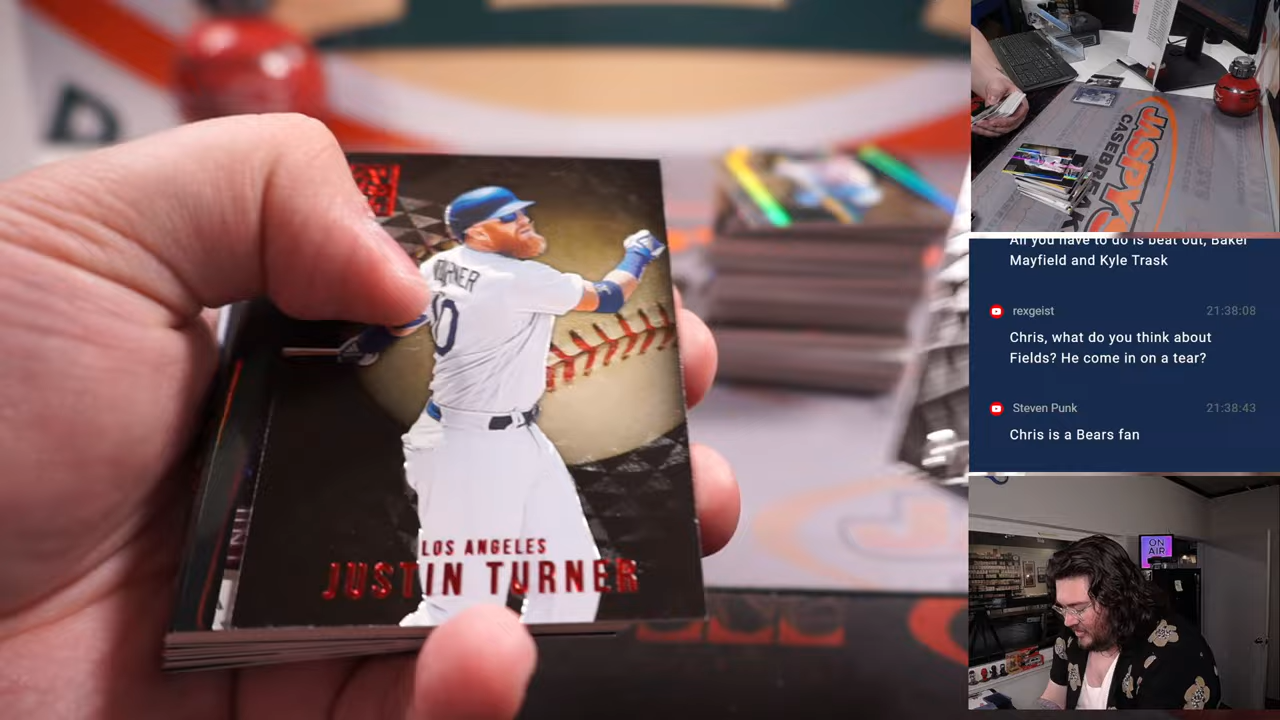 TURNER
10
LOS ANGELES
JUSTIN TURNER
JASPYS
CASEBREAK
All you have to do is beat out, Baker
Mayfield and Kyle Trask
rexgeist 21:38:08
Chris, what do you think about
Fields? He come in on a tear?
Steven Punk 21:38:43
Chris is a Bears fan
ON
AIR